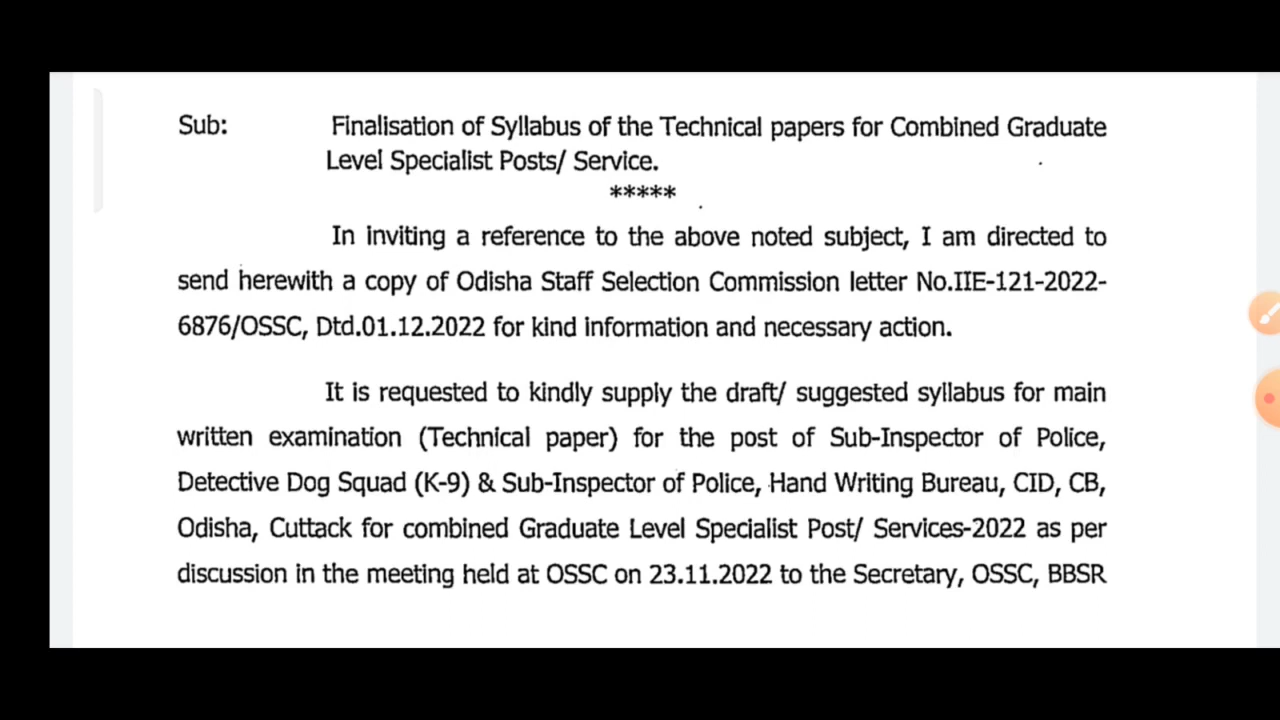 Sub: Finalisation of Syllabus of the Technical papers for Combined Graduate
Level Specialist Posts/ Service.
*****
In inviting a reference to the above noted subject, I am directed to
send herewith a copy of Odisha Staff Selection Commission letter No.IIE-121-2022-
6876/OSSC, Dtd.01.12.2022 for kind information and necessary action.
It is requested to kindly supply the draft/ suggested syllabus for main
written examination (Technical paper) for the post of Sub-Inspector of Police,
Detective Dog Squad (K-9) & Sub-Inspector of Police, Hand Writing Bureau, CID, CB,
Odisha, Cuttack for combined Graduate Level Specialist Post/ Services-2022 as per
discussion in the meeting held at OSSC on 23.11.2022 to the Secretary, OSSC, BBSR